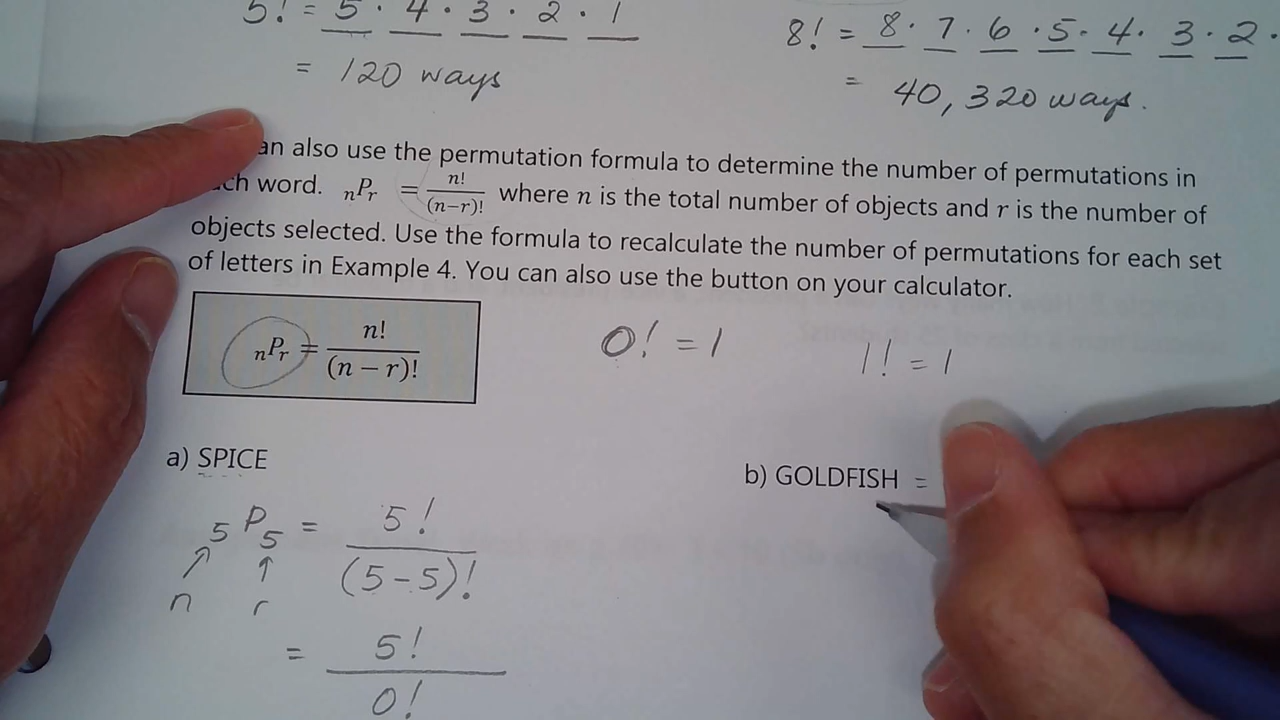 5! = 5 · 4 · 3 · 2 · 1
= 120 ways
8! = 8 · 7 · 6 · 5 · 4 · 3 · 2 ·
= 40,320 ways.
an also use the permutation formula to determine the number of permutations in
ch word. nPr = n!/(n−r)! where n is the total number of objects and r is the number of
objects selected. Use the formula to recalculate the number of permutations for each set
of letters in Example 4. You can also use the button on your calculator.
nPr = n!/(n − r)!
0! = 1
1! = 1
a) SPICE
5P5 = 5!/(5-5)!
n r
= 5!/0!
b) GOLDFISH =